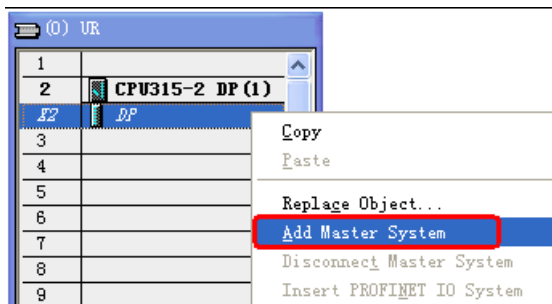 (0) UR
1
2 CPU315-2 DP(1)
X2 DP
3
4
5
6
7
8
9
Copy
Paste
Replace Object...
Add Master System
Disconnect Master System
Insert PROFINET IO System